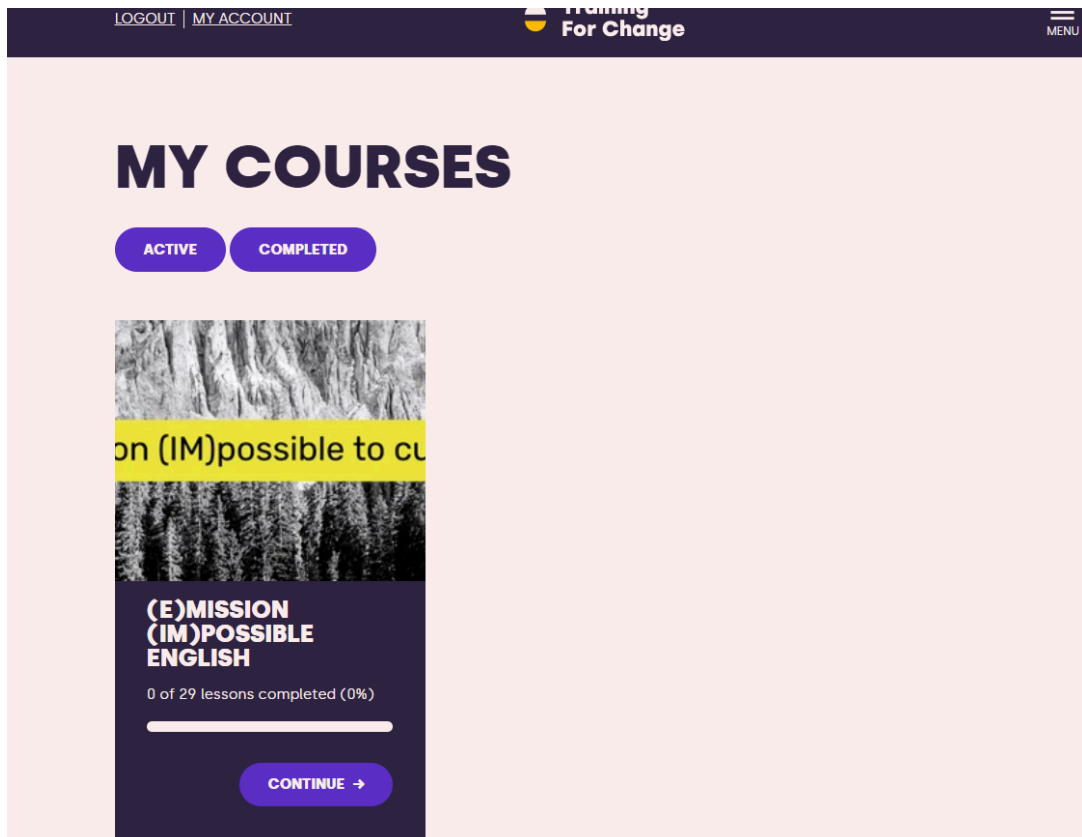 LOGOUT | MY ACCOUNT
Training
For Change
MENU
MY COURSES
ACTIVE
COMPLETED
on (IM)possible to cu
(E)MISSION
(IM)POSSIBLE
ENGLISH
0 of 29 lessons completed (0%)
CONTINUE →